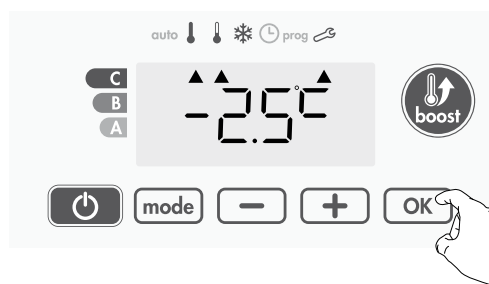 auto prog
C
B
A
-2.5°C
boost
mode − + OK